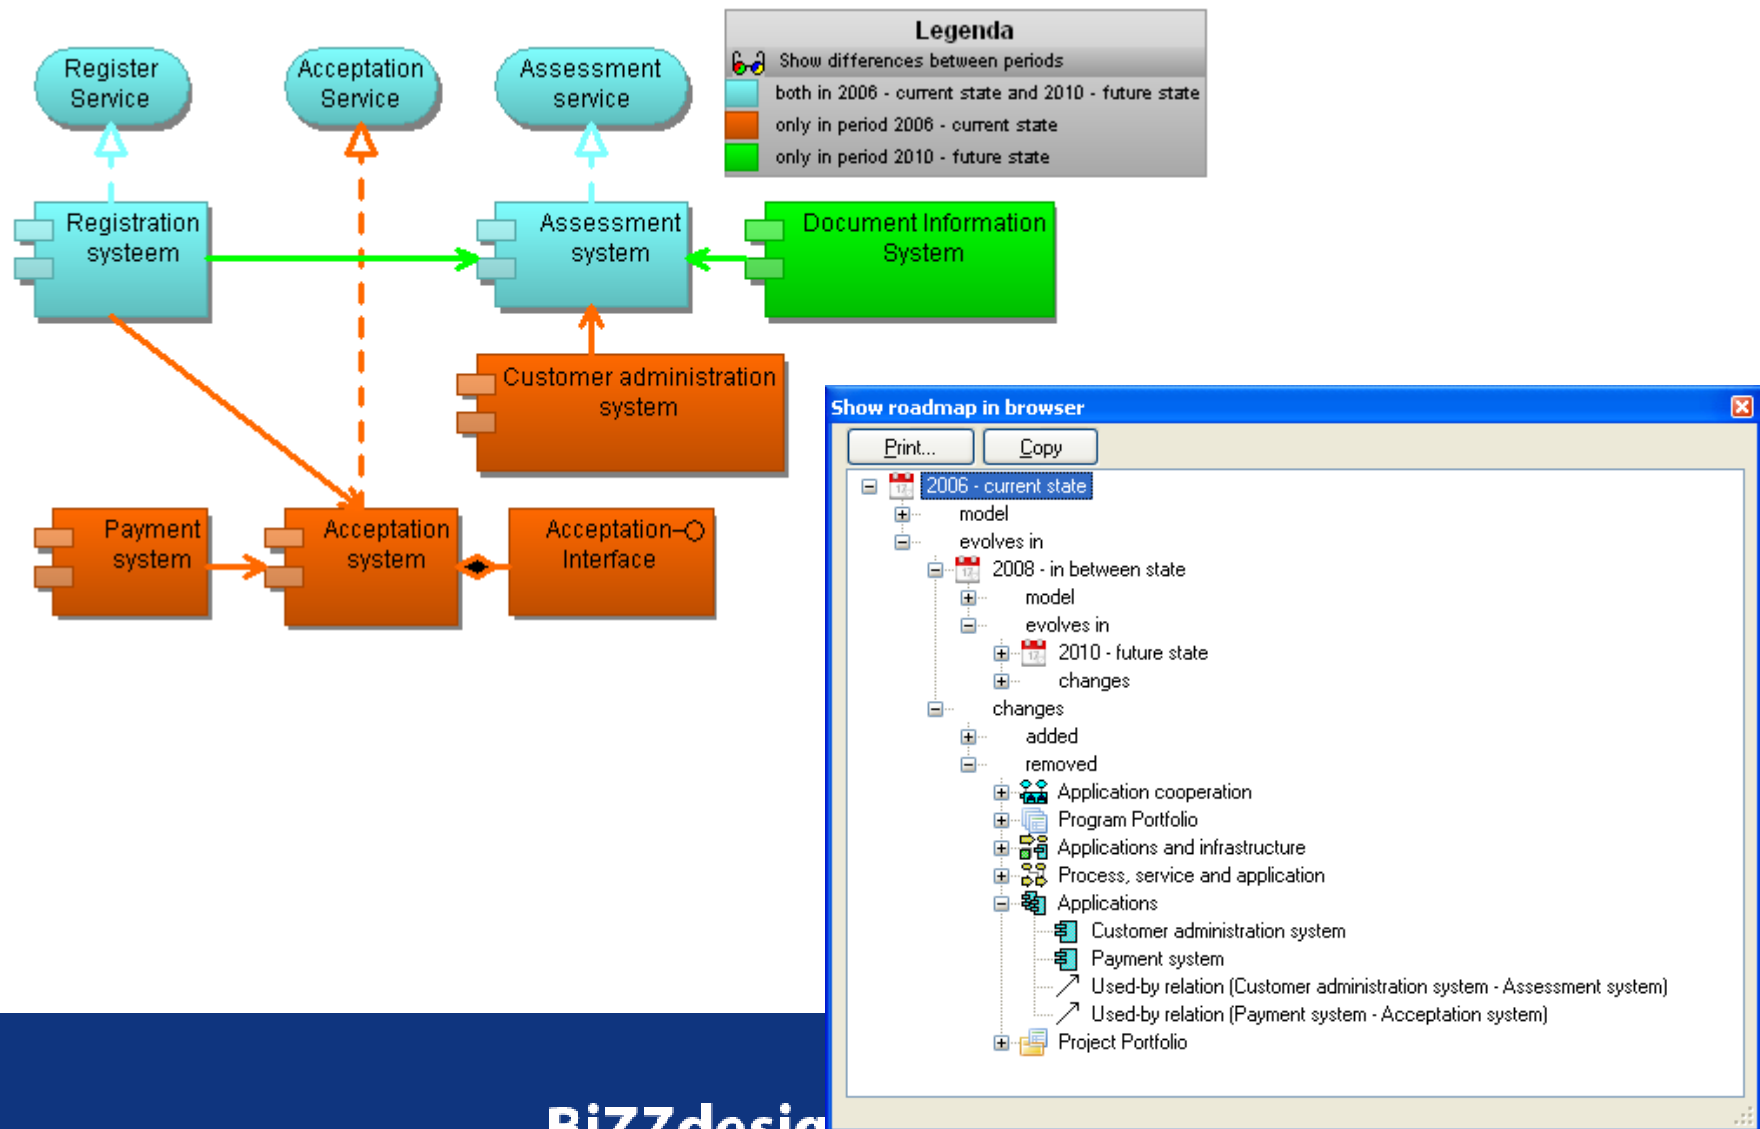 Register
Service
Acceptation
Service
Assessment
service
Legenda
Show differences between periods
both in 2006 - current state and 2010 - future state
only in period 2006 - current state
only in period 2010 - future state
Registration
systeem
Assessment
system
Document Information
System
Customer administration
system
Payment
system
Acceptation
system
Acceptation
Interface
Show roadmap in browser
Print...
Copy
2006 - current state
model
evolves in
2008 - in between state
model
evolves in
2010 - future state
changes
changes
added
removed
Application cooperation
Program Portfolio
Applications and infrastructure
Process, service and application
Applications
Customer administration system
Payment system
Used-by relation (Customer administration system - Assessment system)
Used-by relation (Payment system - Acceptation system)
Project Portfolio
BiZZdesig